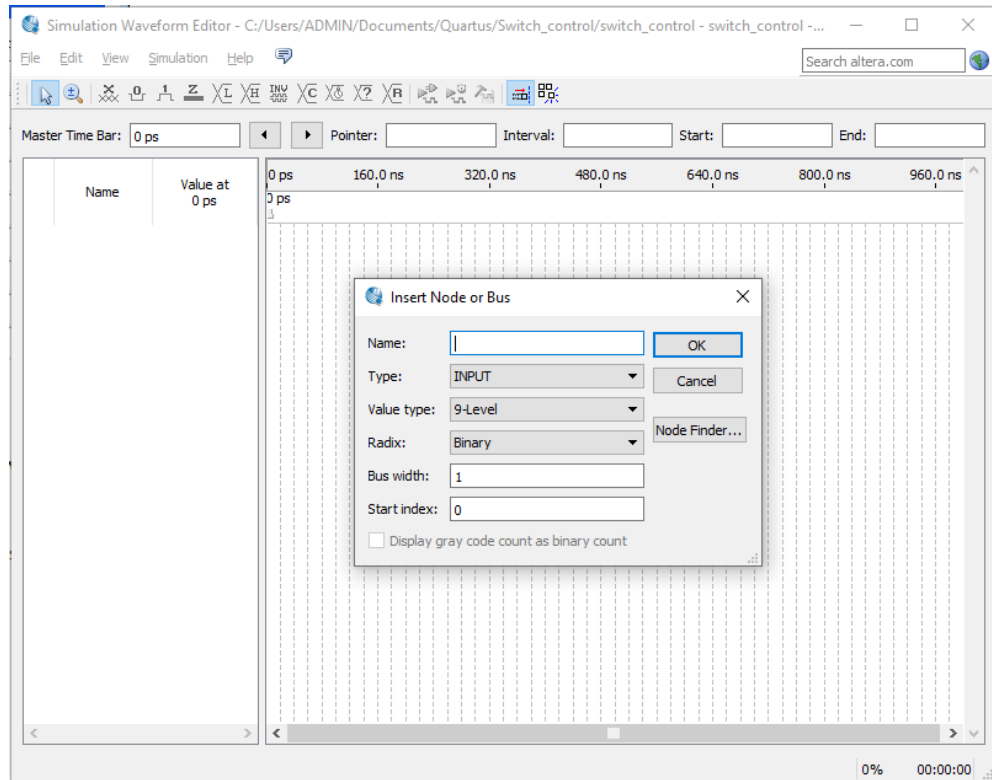 Simulation Waveform Editor - C:/Users/ADMIN/Documents/Quartus/Switch_control/switch_control - switch_control -...
File Edit View Simulation Help
Search altera.com
Master Time Bar: 0 ps Pointer: Interval: Start: End:
Name Value at 0 ps
0 ps 160.0 ns 320.0 ns 480.0 ns 640.0 ns 800.0 ns 960.0 ns
0 ps
Insert Node or Bus
Name: OK
Type: INPUT Cancel
Value type: 9-Level
Radix: Binary Node Finder...
Bus width: 1
Start index: 0
Display gray code count as binary count
0% 00:00:00